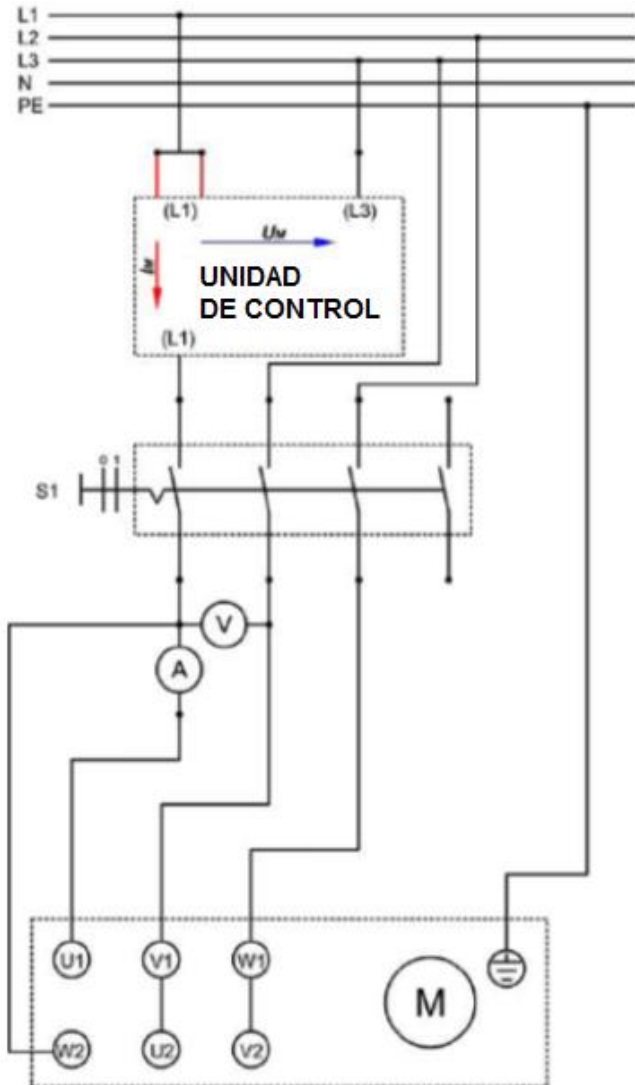 L1
L2
L3
N
PE
(L1) (L3)
UM
IM
UNIDAD
DE CONTROL
(L1)
0 1
S1
V
A
U1 V1 W1
M
W2 U2 V2